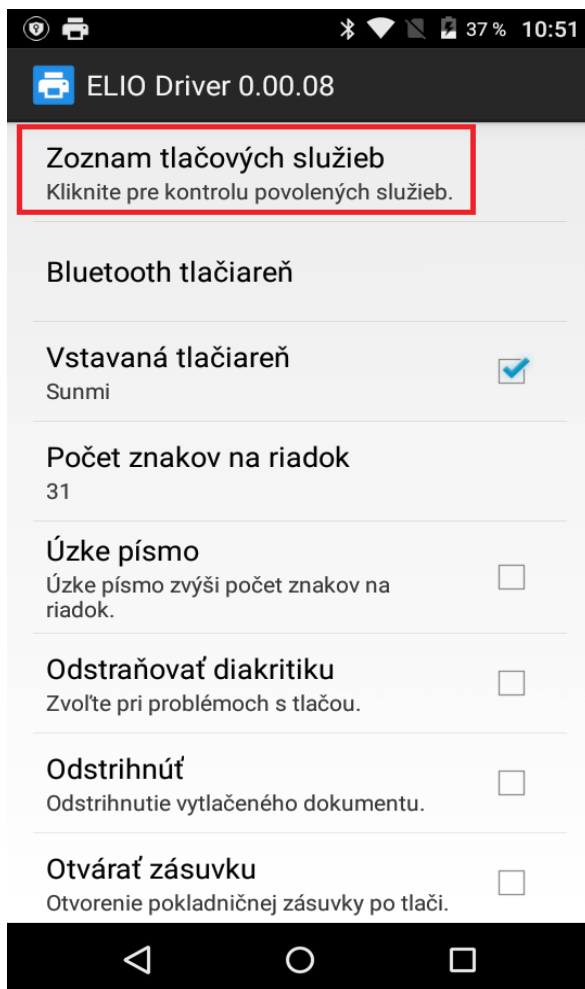 37 % 10:51
ELIO Driver 0.00.08
Zoznam tlačových služieb
Kliknite pre kontrolu povolených služieb.
Bluetooth tlačiareň
Vstavaná tlačiareň
Sunmi
Počet znakov na riadok
31
Úzke písmo
Úzke písmo zvýši počet znakov na
riadok.
Odstraňovať diakritiku
Zvoľte pri problémoch s tlačou.
Odstrihnúť
Odstrihnutie vytlačeného dokumentu.
Otvárať zásuvku
Otvorenie pokladničnej zásuvky po tlači.